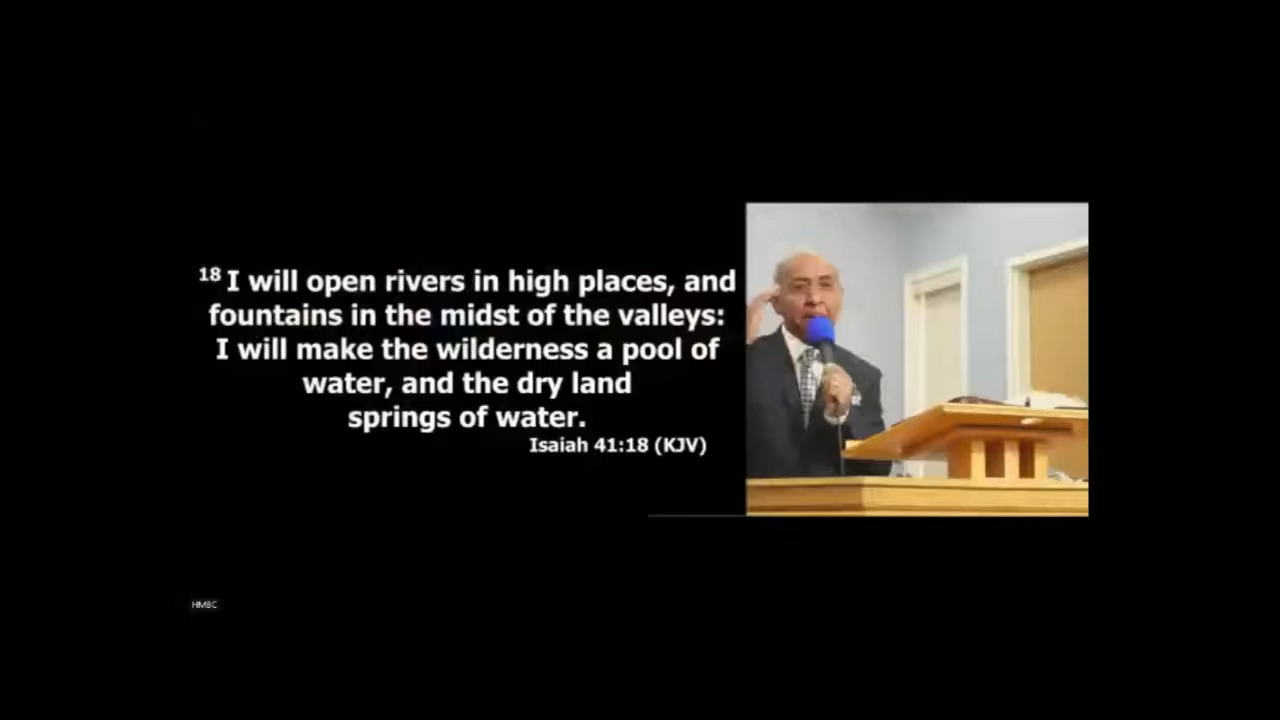 18 I will open rivers in high places, and
fountains in the midst of the valleys:
I will make the wilderness a pool of
water, and the dry land
springs of water.
Isaiah 41:18 (KJV)
HMBC